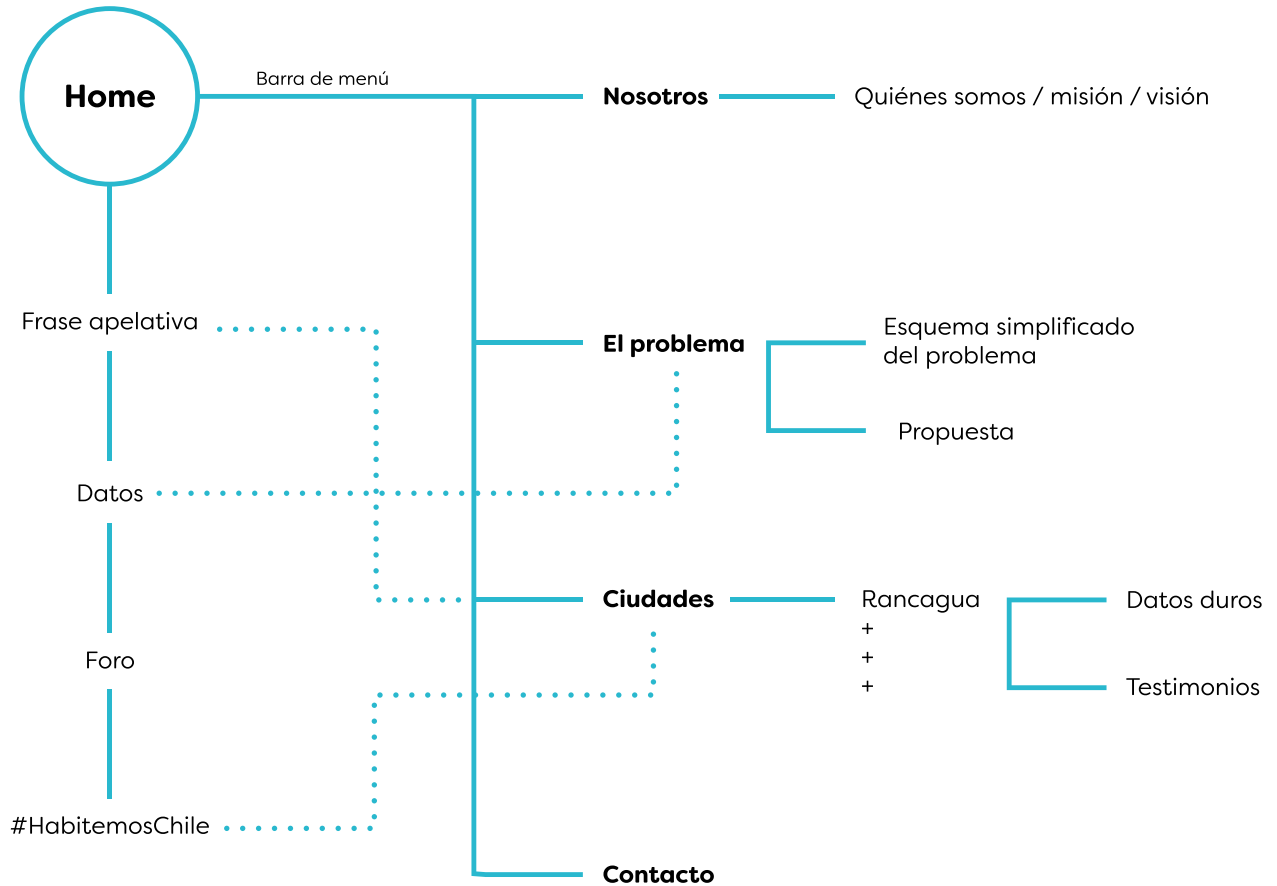 Home
Barra de menú
Nosotros
Quiénes somos / misión / visión
Frase apelativa
El problema
Esquema simplificado
del problema
Propuesta
Datos
Ciudades
Rancagua
+
+
+
Datos duros
Testimonios
Foro
#HabitemosChile
Contacto